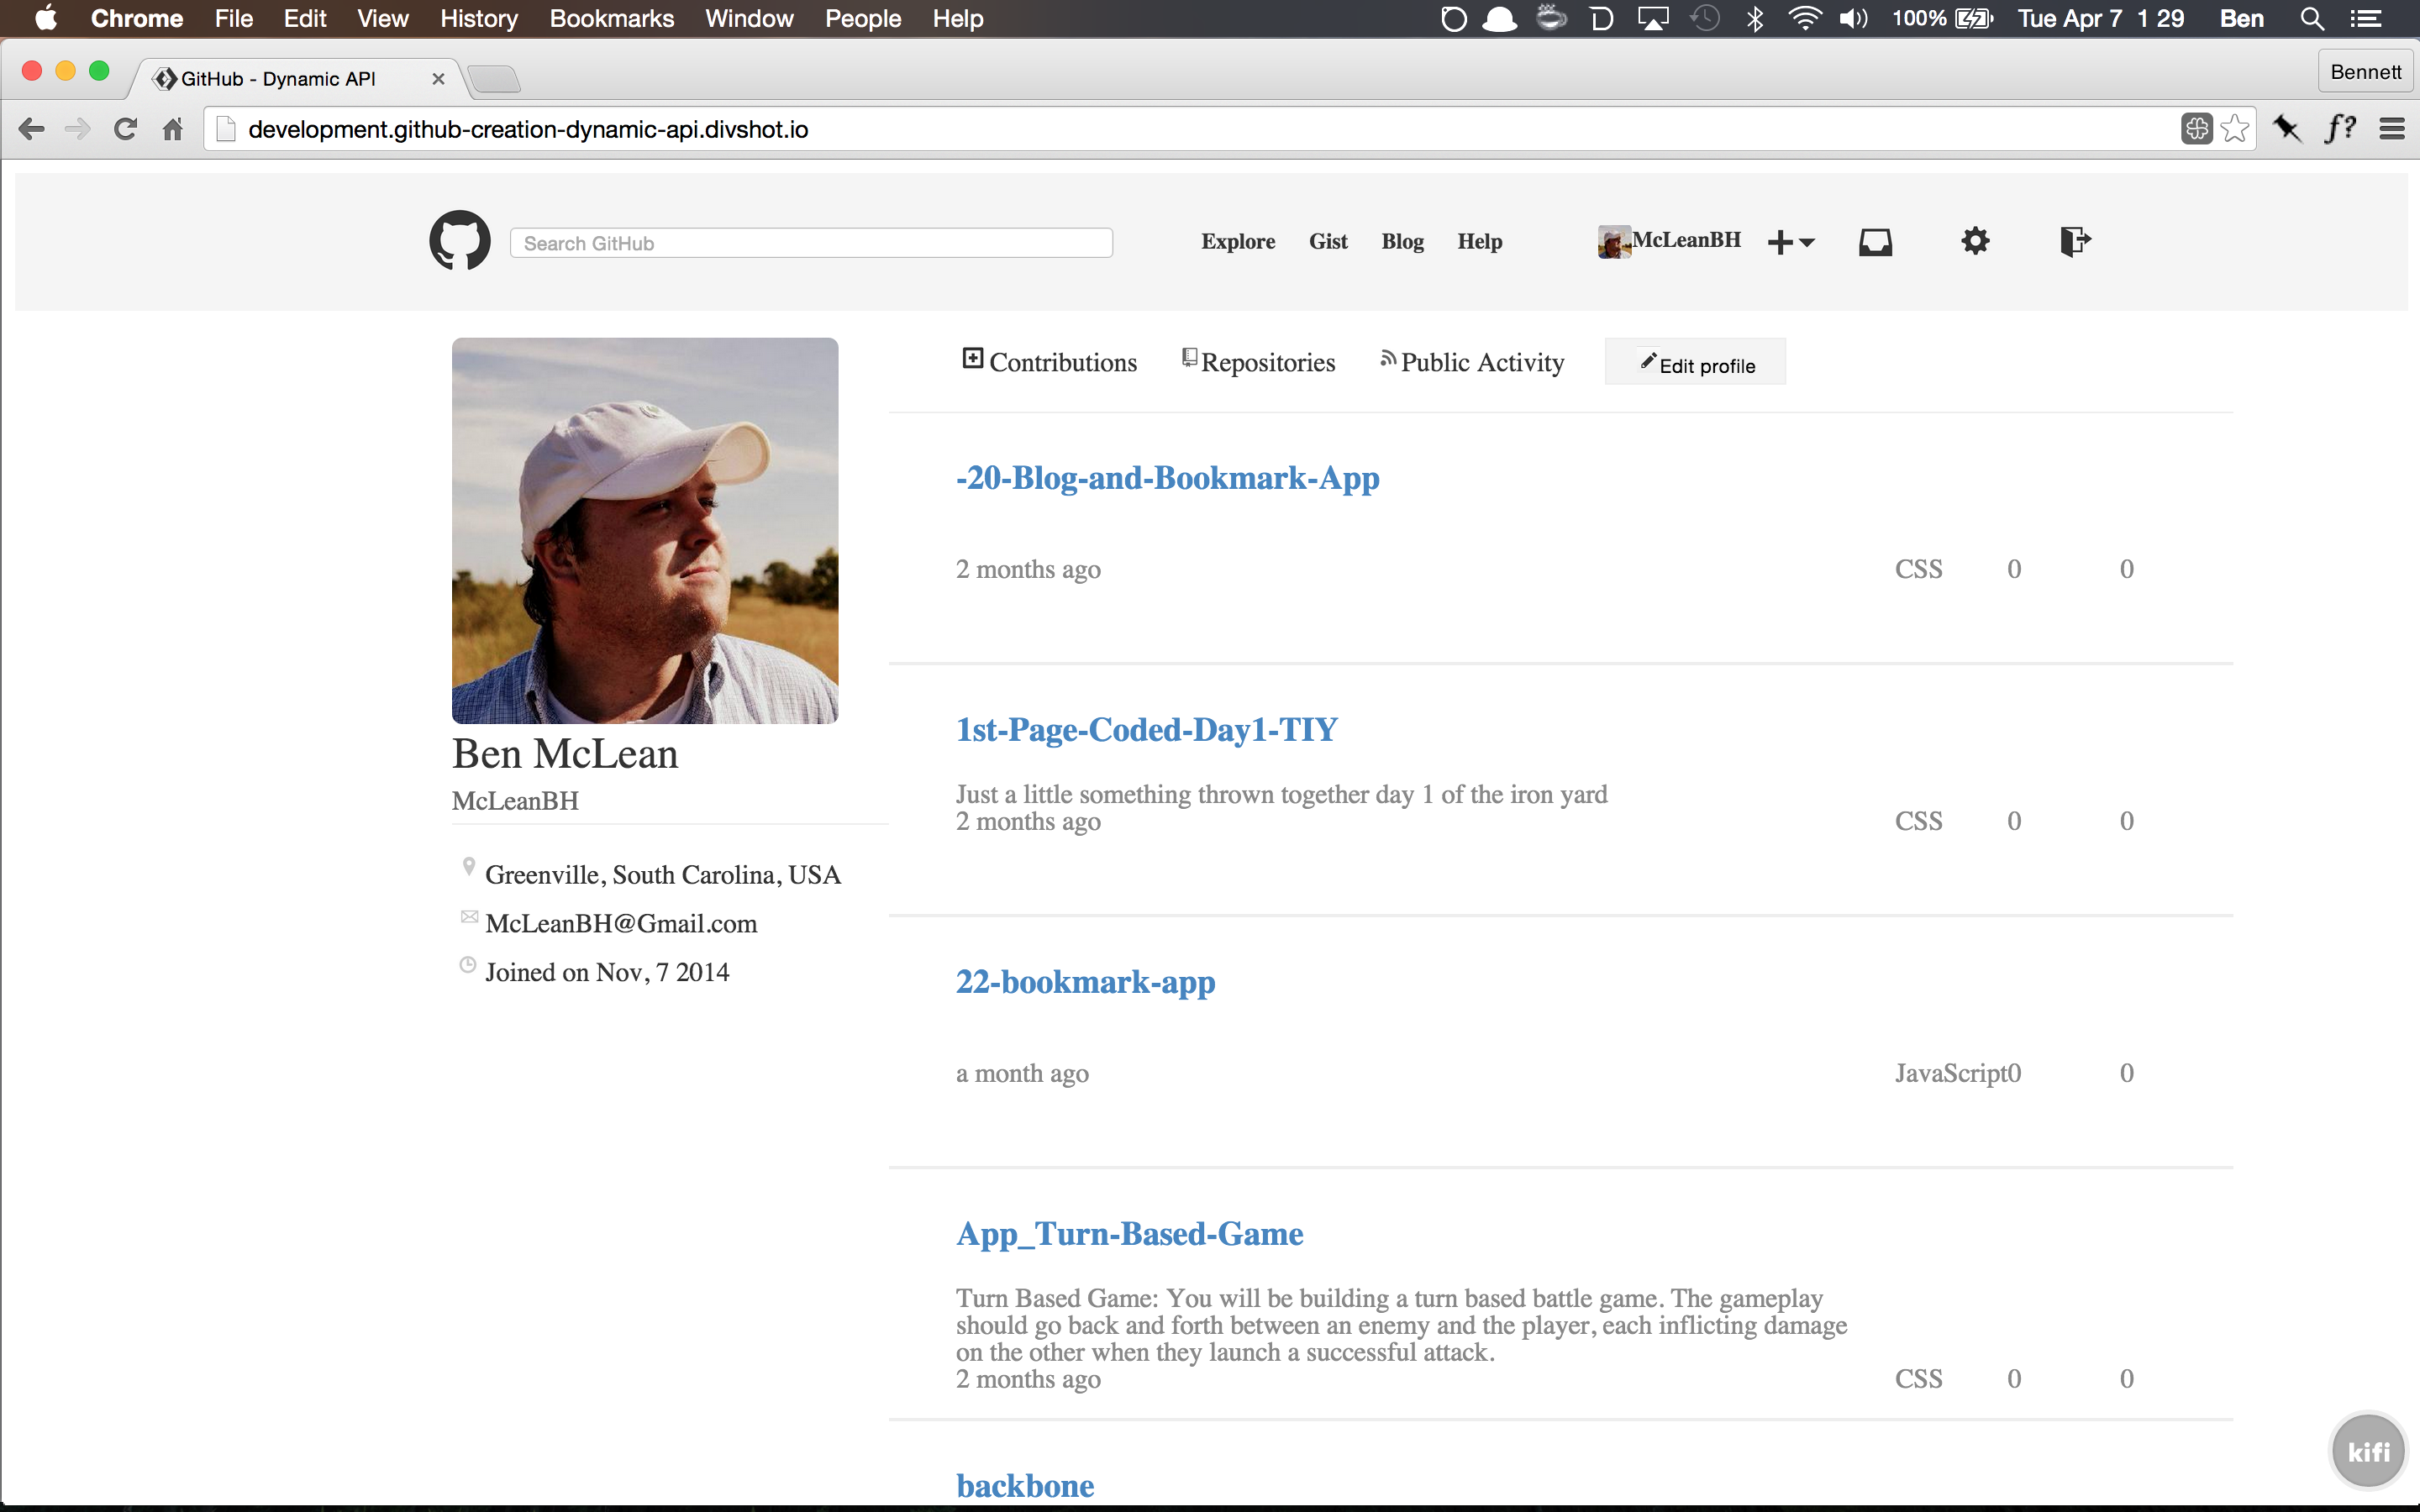 Chrome File Edit View History Bookmarks Window People Help 100% Tue Apr 7 1 29 Ben
GitHub - Dynamic API Bennett
development.github-creation-dynamic-api.divshot.io f?
Search GitHub Explore Gist Blog Help McLeanBH
Contributions Repositories Public Activity Edit profile
-20-Blog-and-Bookmark-App
2 months ago CSS 0 0
1st-Page-Coded-Day1-TIY
Just a little something thrown together day 1 of the iron yard
2 months ago CSS 0 0
22-bookmark-app
a month ago JavaScript0 0
App_Turn-Based-Game
Turn Based Game: You will be building a turn based battle game. The gameplay
should go back and forth between an enemy and the player, each inflicting damage
on the other when they launch a successful attack.
2 months ago CSS 0 0
backbone
Ben McLean
McLeanBH
Greenville, South Carolina, USA
McLeanBH@Gmail.com
Joined on Nov, 7 2014
kifi